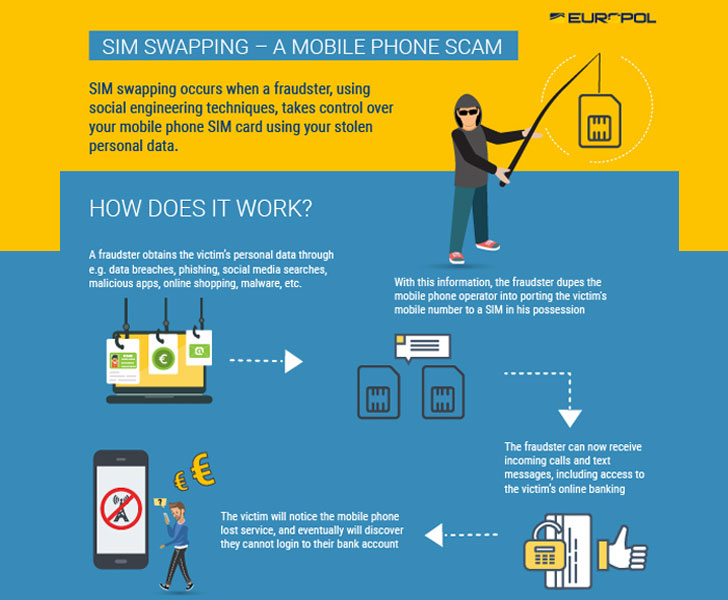 EUROPOL
SIM SWAPPING – A MOBILE PHONE SCAM
SIM swapping occurs when a fraudster, using
social engineering techniques, takes control over
your mobile phone SIM card using your stolen
personal data.
HOW DOES IT WORK?
A fraudster obtains the victim's personal data through
e.g. data breaches, phishing, social media searches,
malicious apps, online shopping, malware, etc.
With this information, the fraudster dupes the
mobile phone operator into porting the victim's
mobile number to a SIM in his possession
€
The fraudster can now receive
incoming calls and text
messages, including access to
the victim's online banking
€€
?
The victim will notice the mobile phone
lost service, and eventually will discover
they cannot login to their bank account